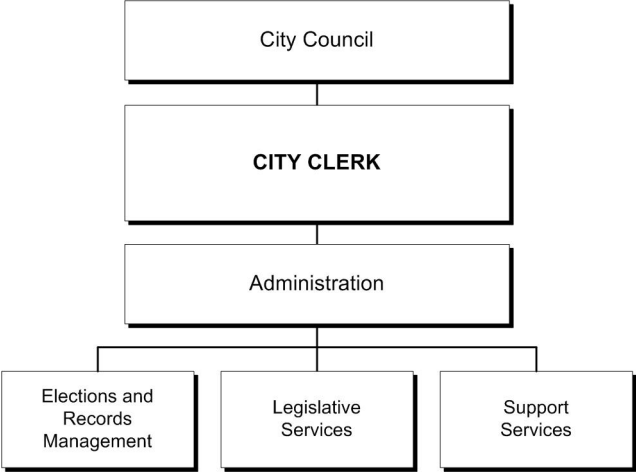 City Council
CITY CLERK
Administration
Elections and
Records
Management
Legislative
Services
Support
Services